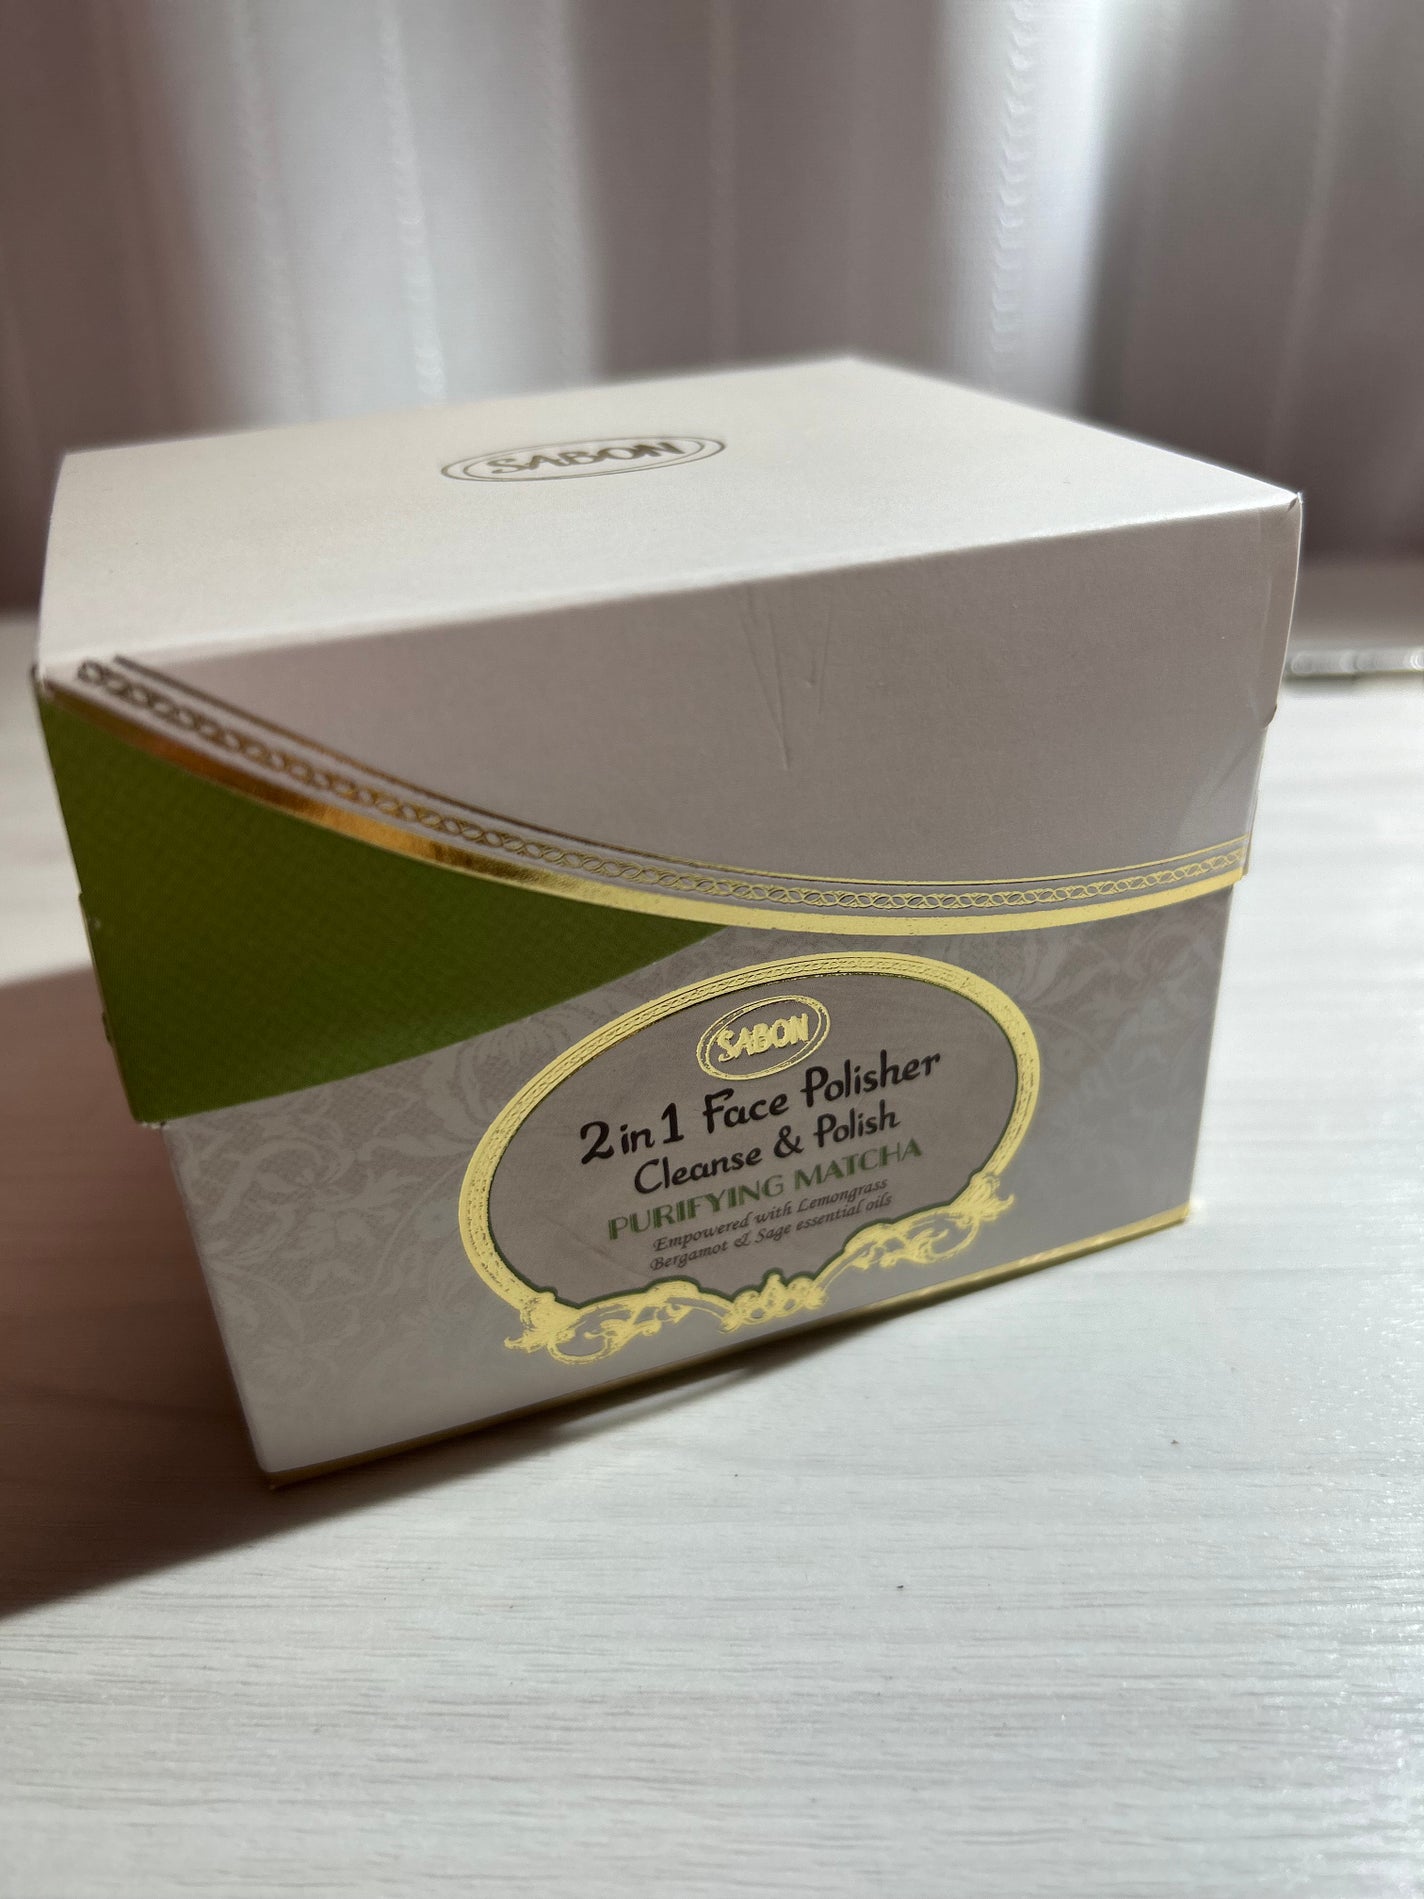 SABON
SABON
2 in 1 Face Polisher
Cleanse & Polish
PURIFYING MATCHA
Empowered with Lemongrass
Bergamot & Sage essential oils